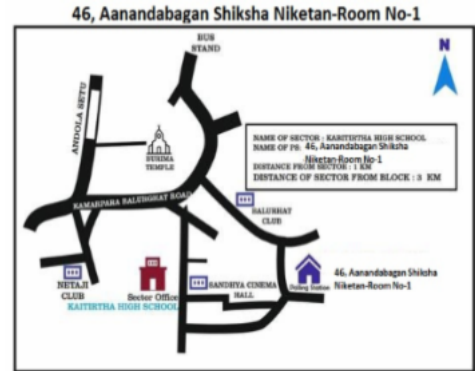 46, Aanandabagan Shiksha Niketan-Room No-1
BUS
STAND
N
ANDOLA SETU
BURIMA
TEMPLE
NAME OF SECTOR : KAITIRTHA HIGH SCHOOL
NAME OF PS: 46, Aanandabagan Shiksha
Niketan-Room No-1
DISTANCE FROM SECTOR : 1 KM
DISTANCE OF SECTOR FROM BLOCK : 3 KM
KAMARPARA BALURGHAT ROAD
BALURHAT
CLUB
NETAJI
CLUB
Sector Office
KAITIRTHA HIGH SCHOOL
SANDHYA CINEMA
HALL
Polling Station
46, Aanandabagan Shiksha
Niketan-Room No-1